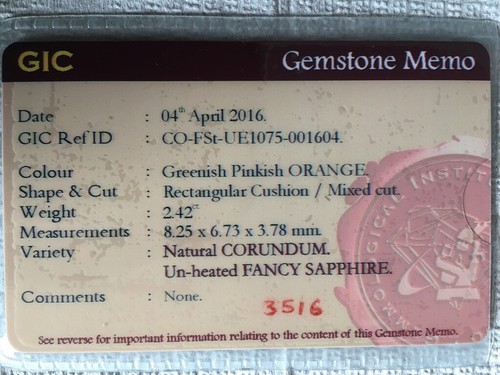 GIC Gemstone Memo
Date : 04th April 2016.
GIC Ref ID : CO-FSt-UE1075-001604.
Colour : Greenish Pinkish ORANGE.
Shape & Cut : Rectangular Cushion / Mixed cut.
Weight : 2.42ct
Measurements : 8.25 x 6.73 x 3.78 mm.
Variety : Natural CORUNDUM.
Un-heated FANCY SAPPHIRE.
Comments : None.
3516
See reverse for important information relating to the content of this Gemstone Memo.